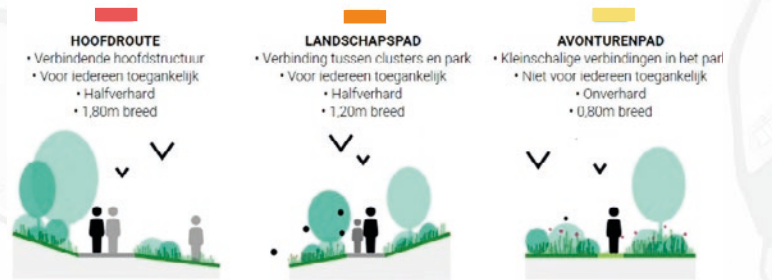 HOOFDROUTE
• Verbindende hoofdstructuur
• Voor iedereen toegankelijk
• Halfverhard
• 1,80m breed
LANDSCHAPSPAD
• Verbinding tussen clusters en park
• Voor iedereen toegankelijk
• Halfverhard
• 1,20m breed
AVONTURENPAD
• Kleinschalige verbindingen in het park
• Niet voor iedereen toegankelijk
• Onverhard
• 0,80m breed